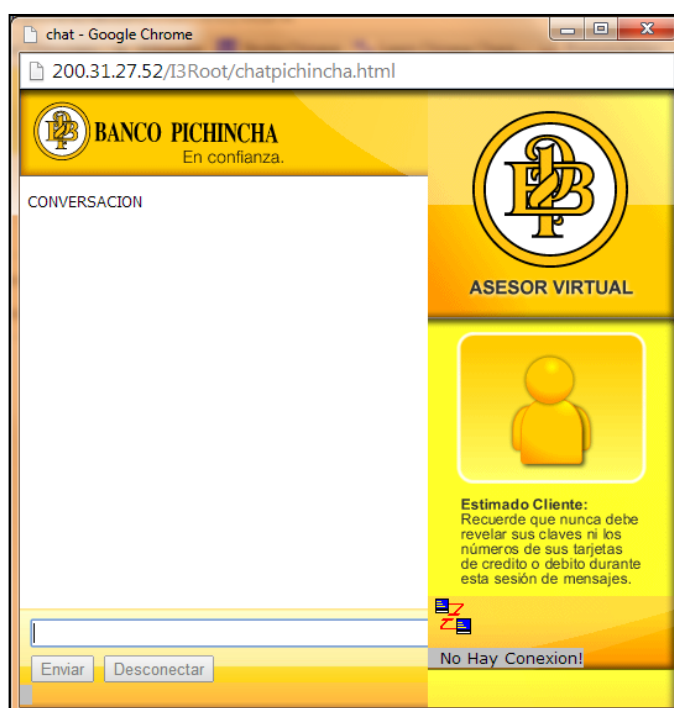 chat - Google Chrome
200.31.27.52/I3Root/chatpichincha.html
BANCO PICHINCHA
En confianza.
CONVERSACION
ASESOR VIRTUAL
Estimado Cliente:
Recuerde que nunca debe
revelar sus claves ni los
números de sus tarjetas
de credito o debito durante
esta sesión de mensajes.
Enviar
Desconectar
No Hay Conexion!